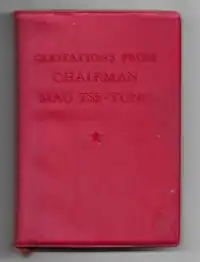 QUOTATIONS FROM
CHAIRMAN
MAO TSE-TUNG